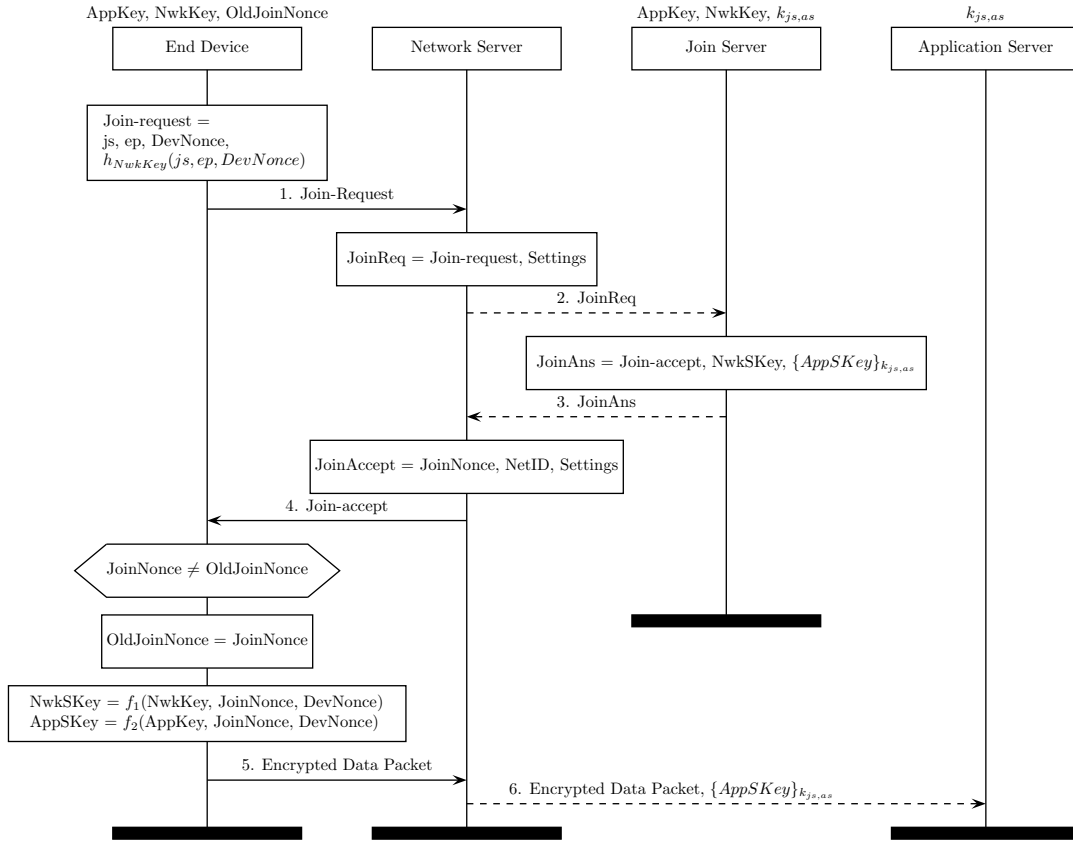 AppKey, NwkKey, OldJoinNonce
AppKey, NwkKey, k_{js,as}
k_{js,as}
End Device
Network Server
Join Server
Application Server
Join-request =
js, ep, DevNonce,
h_{NwkKey}(js, ep, DevNonce)
1. Join-Request
JoinReq = Join-request, Settings
2. JoinReq
JoinAns = Join-accept, NwkSKey, {AppSKey}_{k_{js,as}}
3. JoinAns
JoinAccept = JoinNonce, NetID, Settings
4. Join-accept
JoinNonce ≠ OldJoinNonce
OldJoinNonce = JoinNonce
NwkSKey = f_1(NwkKey, JoinNonce, DevNonce)
AppSKey = f_2(AppKey, JoinNonce, DevNonce)
5. Encrypted Data Packet
6. Encrypted Data Packet, {AppSKey}_{k_{js,as}}